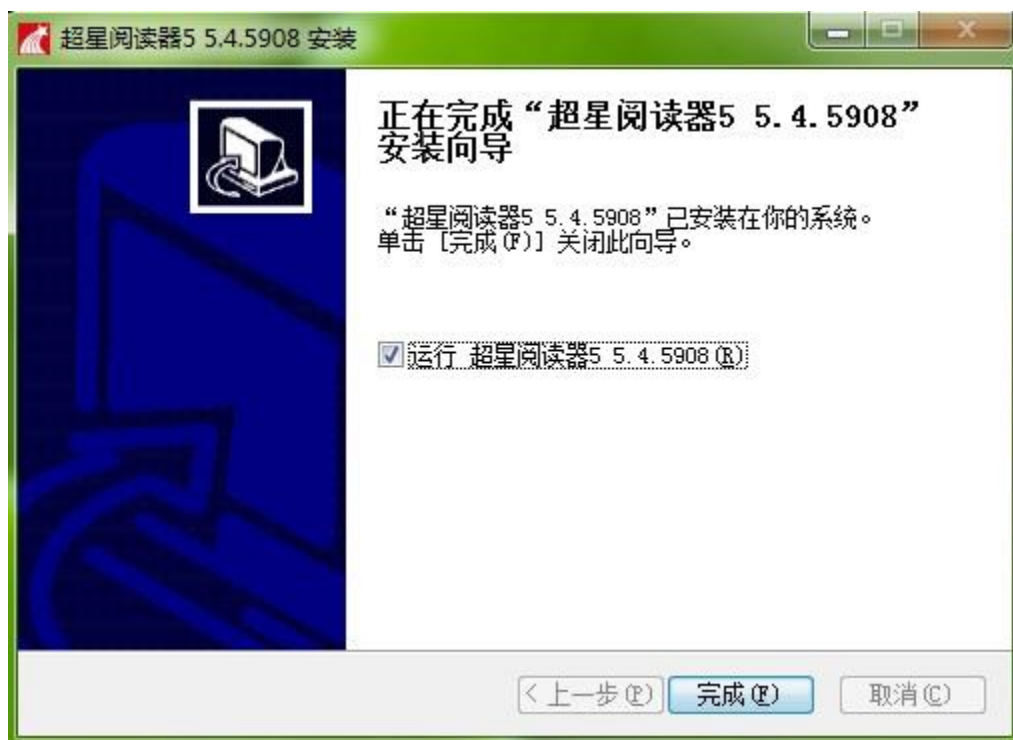 超星阅读器5 5.4.5908 安装
正在完成“超星阅读器5 5.4.5908”
安装向导
“超星阅读器5 5.4.5908”已安装在你的系统。
单击 [完成(F)] 关闭此向导。
运行 超星阅读器5 5.4.5908(R)
< 上一步(P) 完成(F) 取消(C)